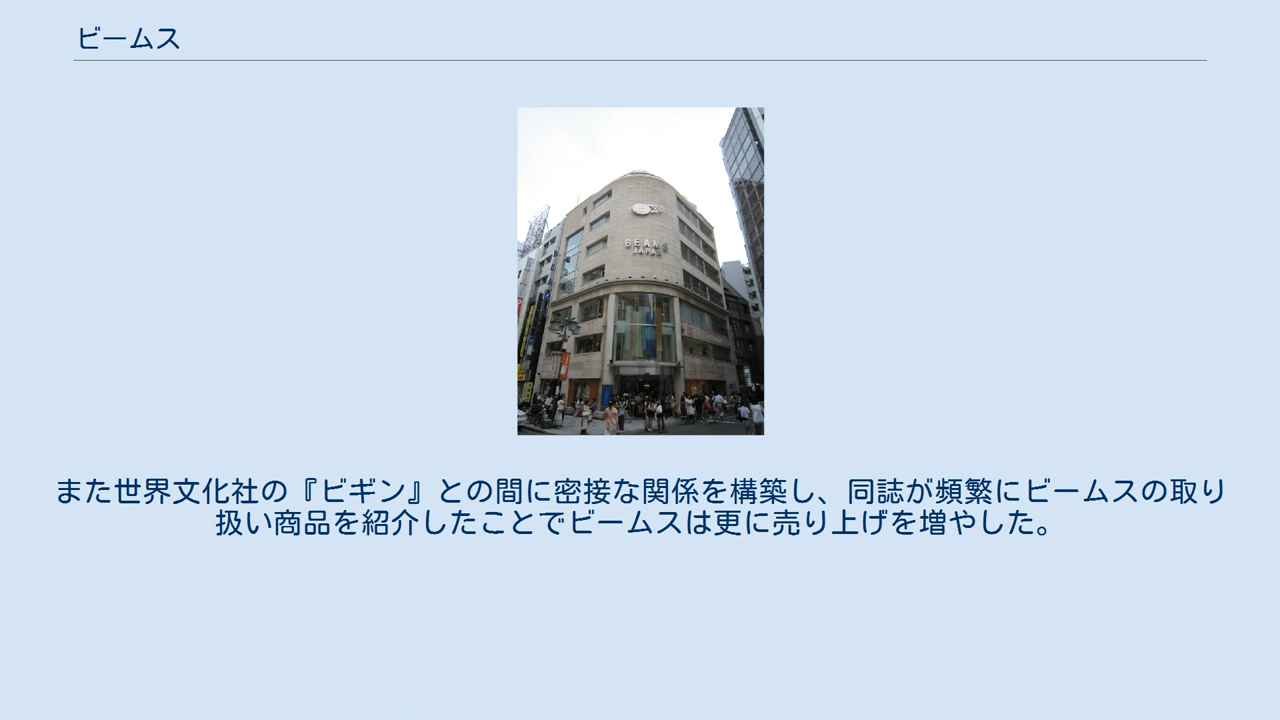 ビームス
BEAMS
JAPAN
また世界文化社の『ビギン』との間に密接な関係を構築し、同誌が頻繁にビームスの取り
扱い商品を紹介したことでビームスは更に売り上げを増やした。